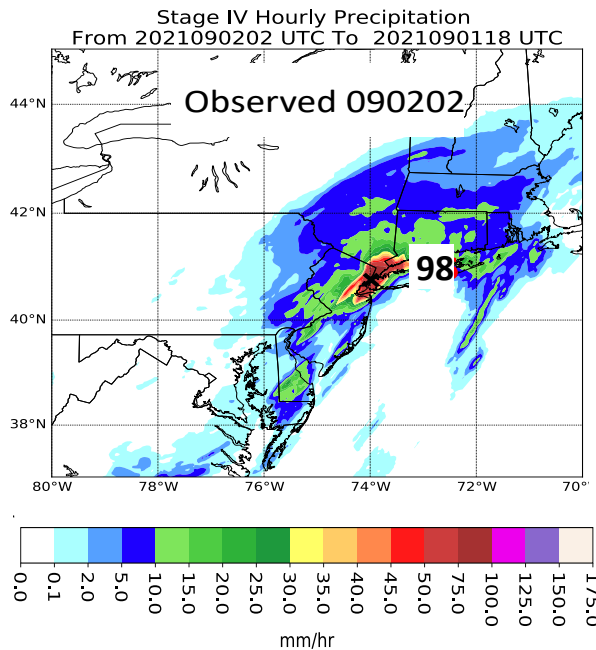 Stage IV Hourly Precipitation
From 2021090202 UTC To 2021090118 UTC
Observed 090202
98
44°N
42°N
40°N
38°N
80°W 78°W 76°W 74°W 72°W 70°W
0.0 0.1 2.0 5.0 10.0 15.0 20.0 25.0 30.0 35.0 40.0 45.0 50.0 75.0 100.0 125.0 150.0 175.0
mm/hr